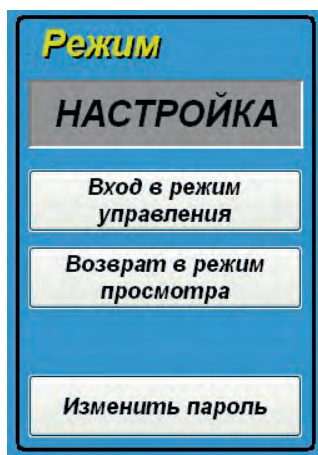 Режим
НАСТРОЙКА
Вход в режим
управления
Возврат в режим
просмотра
Изменить пароль